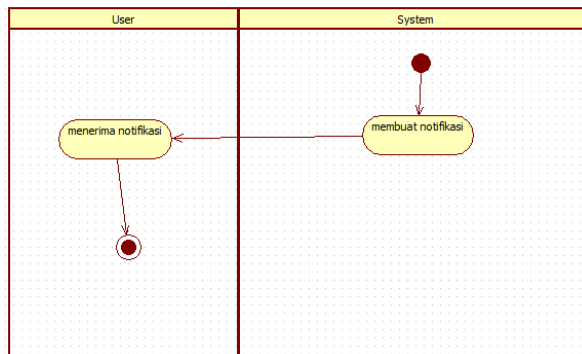 User
System
membuat notifikasi
menerima notifikasi